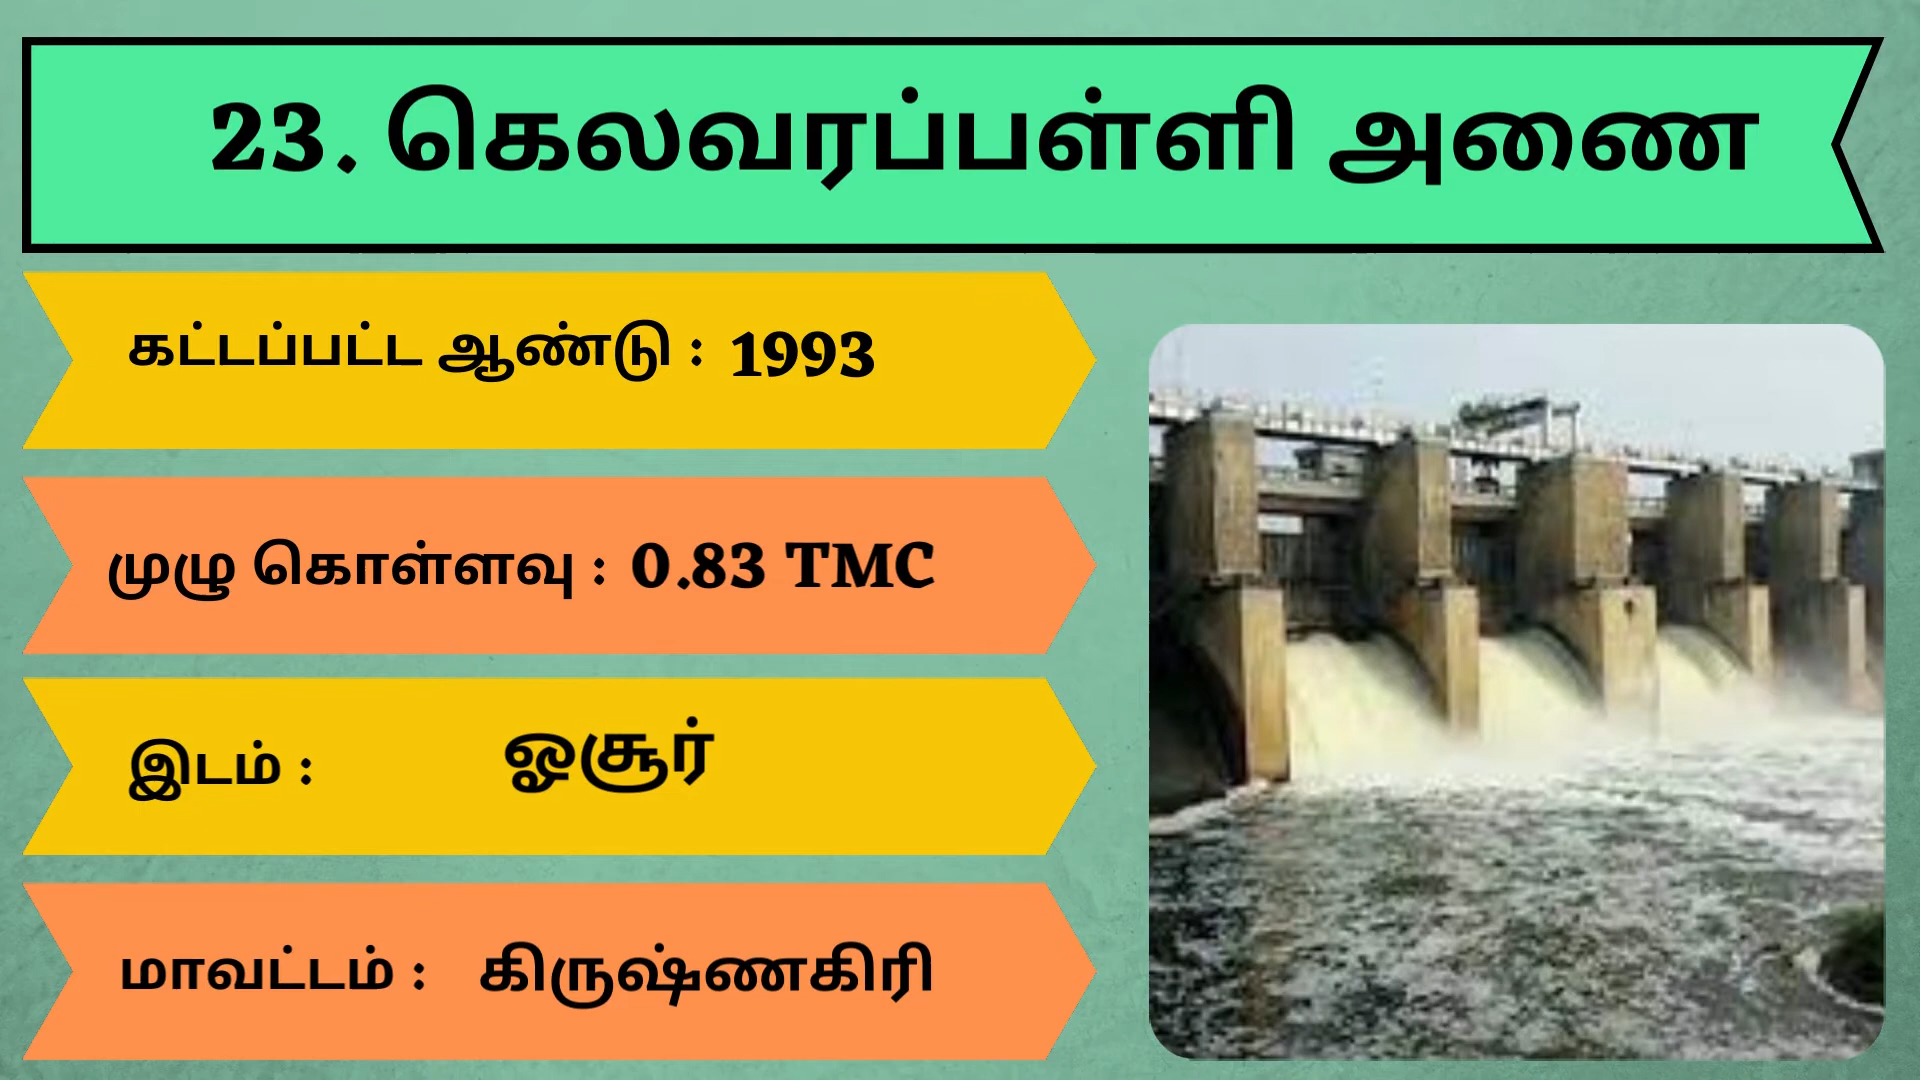 23. கெலவரப்பள்ளி அணை
கட்டப்பட்ட ஆண்டு : 1993
முழு கொள்ளவு : 0.83 TMC
இடம் : ஓசூர்
மாவட்டம் : கிருஷ்ணகிரி